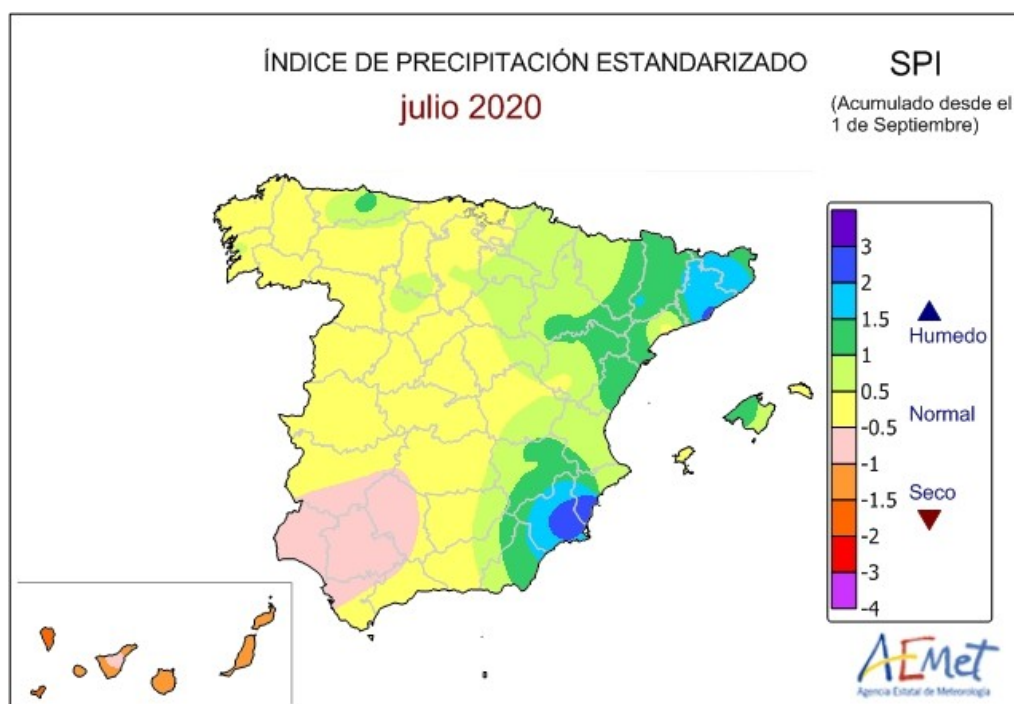 ÍNDICE DE PRECIPITACIÓN ESTANDARIZADO
julio 2020
SPI
(Acumulado desde el
1 de Septiembre)
3
2
1.5
1
0.5
-0.5
-1
-1.5
-2
-3
-4
Humedo
Normal
Seco
AEMet
Agencia Estatal de Meteorología